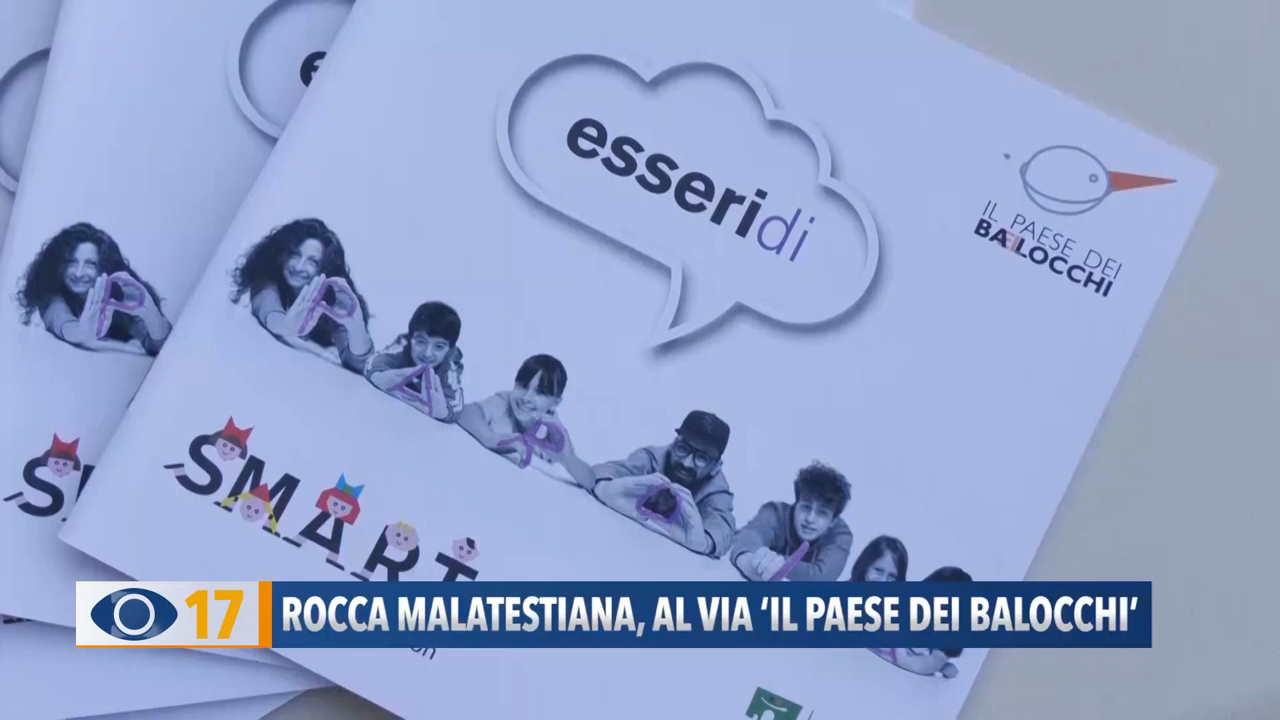 esseridi
IL PAESE DEI
BALOCCHI
SMART
17
ROCCA MALATESTIANA, AL VIA ‘IL PAESE DEI BALOCCHI’